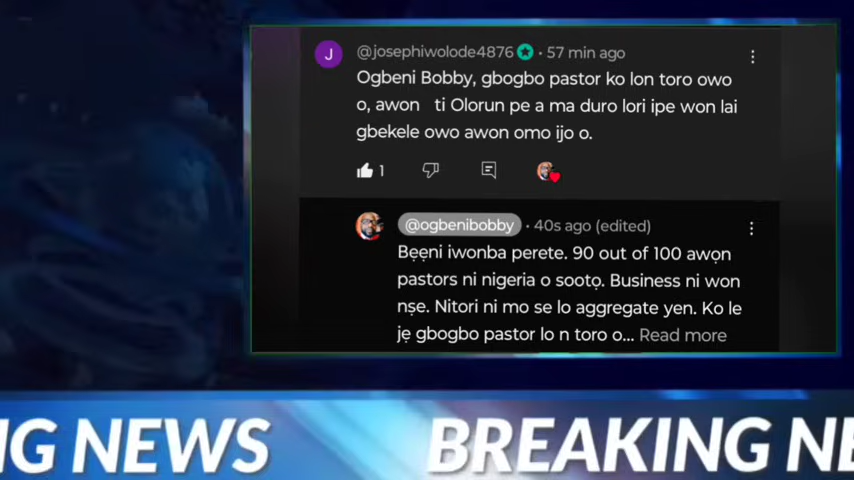 J
@josephiwolode4876 · 57 min ago
Ogbeni Bobby, gbogbo pastor ko lon toro owo
o, awon ti Olorun pe a ma duro lori ipe won lai
gbekele owo awon omo ijo o.
1
@ogbenibobby · 40s ago (edited)
Bẹẹni iwonba perete. 90 out of 100 awọn
pastors ni nigeria o sootọ. Business ni won
nṣe. Nitori ni mo se lo aggregate yen. Ko le
jẹ gbogbo pastor lo n toro o... Read more
NG NEWS BREAKING NE